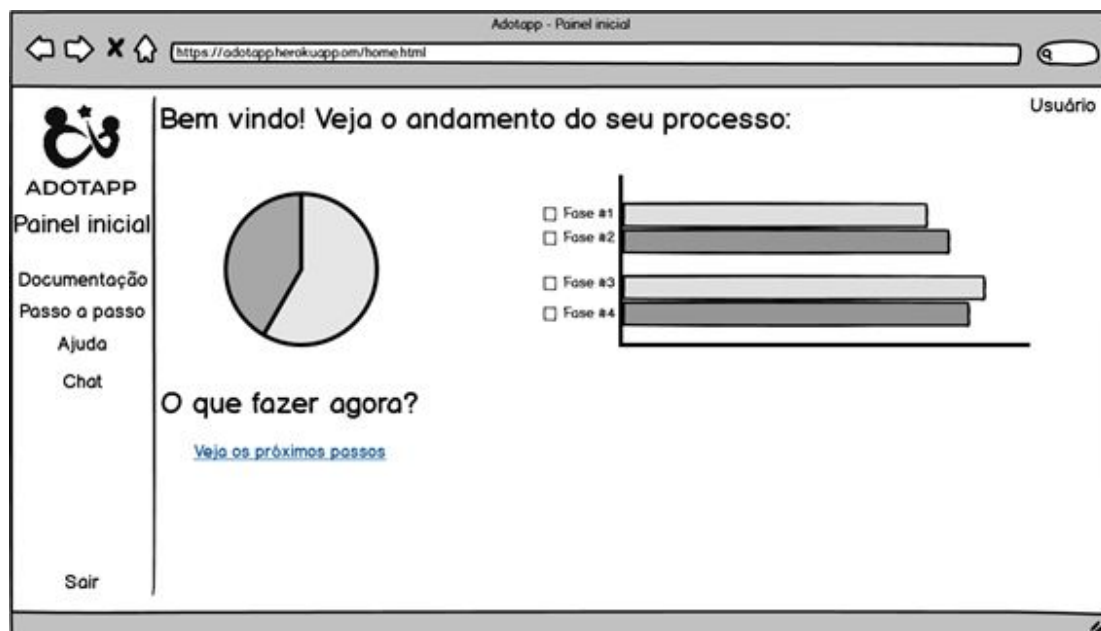 Adotapp - Painel inicial
https://adotapp.herokuapp.om/home.html
Usuário
ADOTAPP
Painel inicial
Documentação
Passo a passo
Ajuda
Chat
Sair
Bem vindo! Veja o andamento do seu processo:
Fase #1
Fase #2
Fase #3
Fase #4
O que fazer agora?
Veja os próximos passos